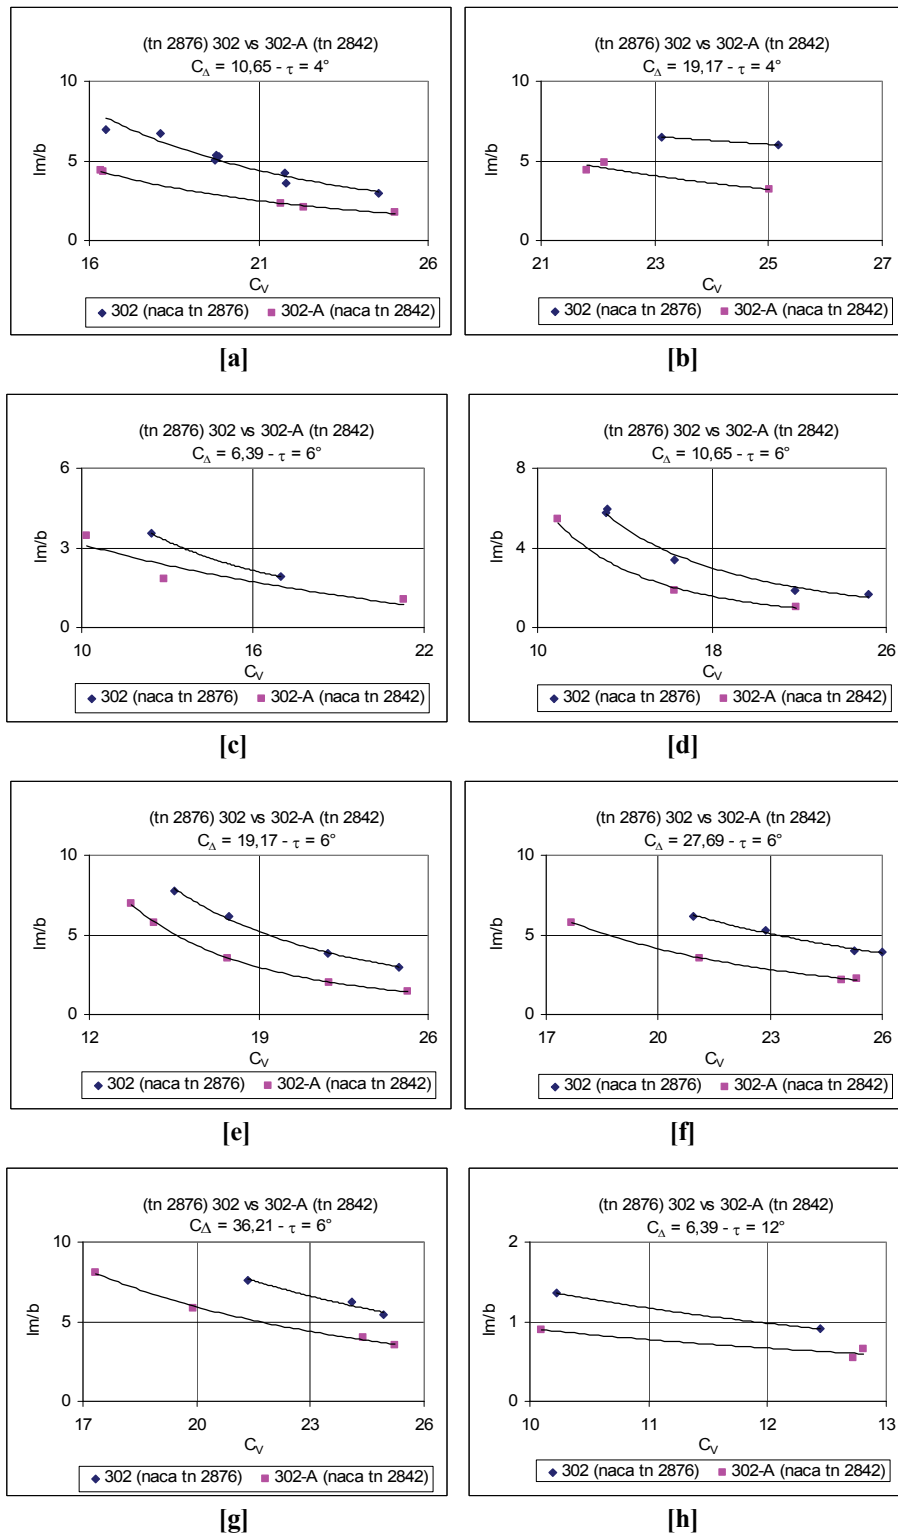 (tn 2876) 302 vs 302-A (tn 2842)
C∆ = 10,65 - τ = 4°
10
5
0
lm/b
16 21 26
CV
302 (naca tn 2876) 302-A (naca tn 2842)
[a]
(tn 2876) 302 vs 302-A (tn 2842)
C∆ = 19,17 - τ = 4°
10
5
0
lm/b
21 23 25 27
CV
302 (naca tn 2876) 302-A (naca tn 2842)
[b]
(tn 2876) 302 vs 302-A (tn 2842)
C∆ = 6,39 - τ = 6°
6
3
0
lm/b
10 16 22
CV
302 (naca tn 2876) 302-A (naca tn 2842)
[c]
(tn 2876) 302 vs 302-A (tn 2842)
C∆ = 10,65 - τ = 6°
8
4
0
lm/b
10 18 26
CV
302 (naca tn 2876) 302-A (naca tn 2842)
[d]
(tn 2876) 302 vs 302-A (tn 2842)
C∆ = 19,17 - τ = 6°
10
5
0
lm/b
12 19 26
CV
302 (naca tn 2876) 302-A (naca tn 2842)
[e]
(tn 2876) 302 vs 302-A (tn 2842)
C∆ = 27,69 - τ = 6°
10
5
0
lm/b
17 20 23 26
CV
302 (naca tn 2876) 302-A (naca tn 2842)
[f]
(tn 2876) 302 vs 302-A (tn 2842)
C∆ = 36,21 - τ = 6°
10
5
0
lm/b
17 20 23 26
CV
302 (naca tn 2876) 302-A (naca tn 2842)
[g]
(tn 2876) 302 vs 302-A (tn 2842)
C∆ = 6,39 - τ = 12°
2
1
0
lm/b
10 11 12 13
CV
302 (naca tn 2876) 302-A (naca tn 2842)
[h]